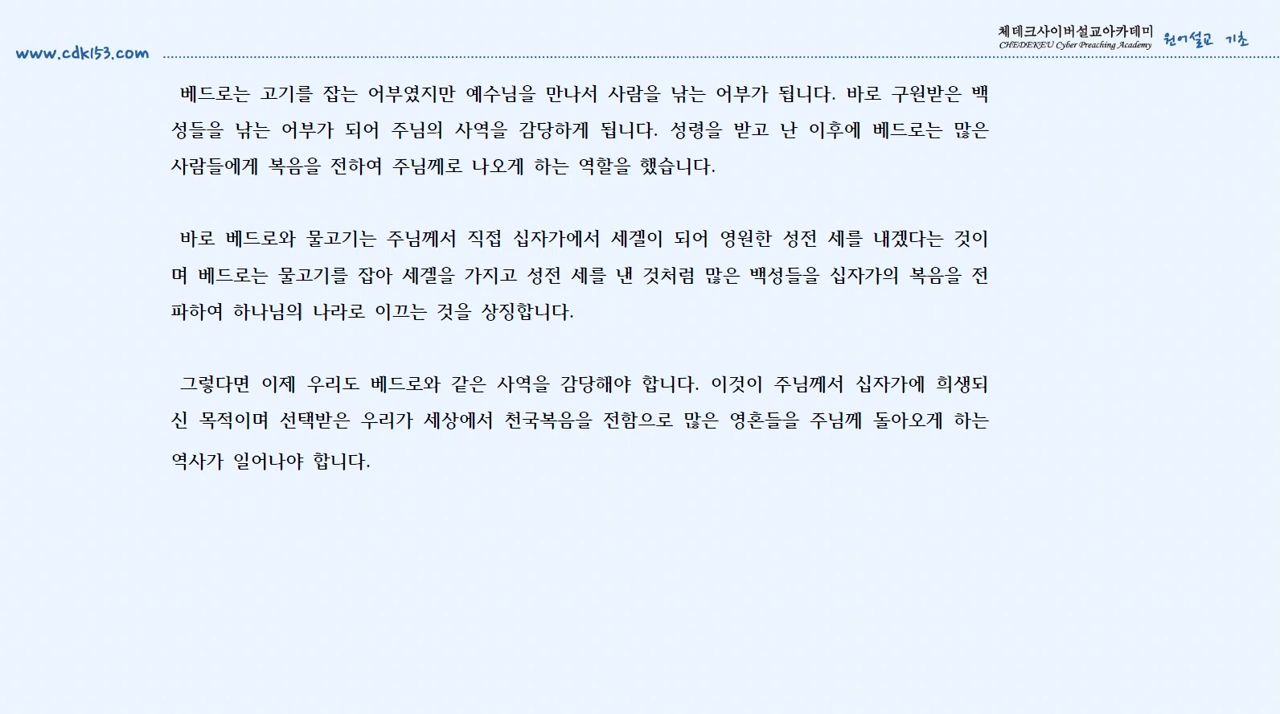 www.cdk153.com
체데크사이버설교아카데미
CHEDEKEU Cyber Preaching Academy
원어설교 기초
베드로는 고기를 잡는 어부였지만 예수님을 만나서 사람을 낚는 어부가 됩니다. 바로 구원받은 백
성들을 낚는 어부가 되어 주님의 사역을 감당하게 됩니다. 성령을 받고 난 이후에 베드로는 많은
사람들에게 복음을 전하여 주님께로 나오게 하는 역할을 했습니다.
바로 베드로와 물고기는 주님께서 직접 십자가에서 세겔이 되어 영원한 성전 세를 내겠다는 것이
며 베드로는 물고기를 잡아 세겔을 가지고 성전 세를 낸 것처럼 많은 백성들을 십자가의 복음을 전
파하여 하나님의 나라로 이끄는 것을 상징합니다.
그렇다면 이제 우리도 베드로와 같은 사역을 감당해야 합니다. 이것이 주님께서 십자가에 희생되
신 목적이며 선택받은 우리가 세상에서 천국복음을 전함으로 많은 영혼들을 주님께 돌아오게 하는
역사가 일어나야 합니다.